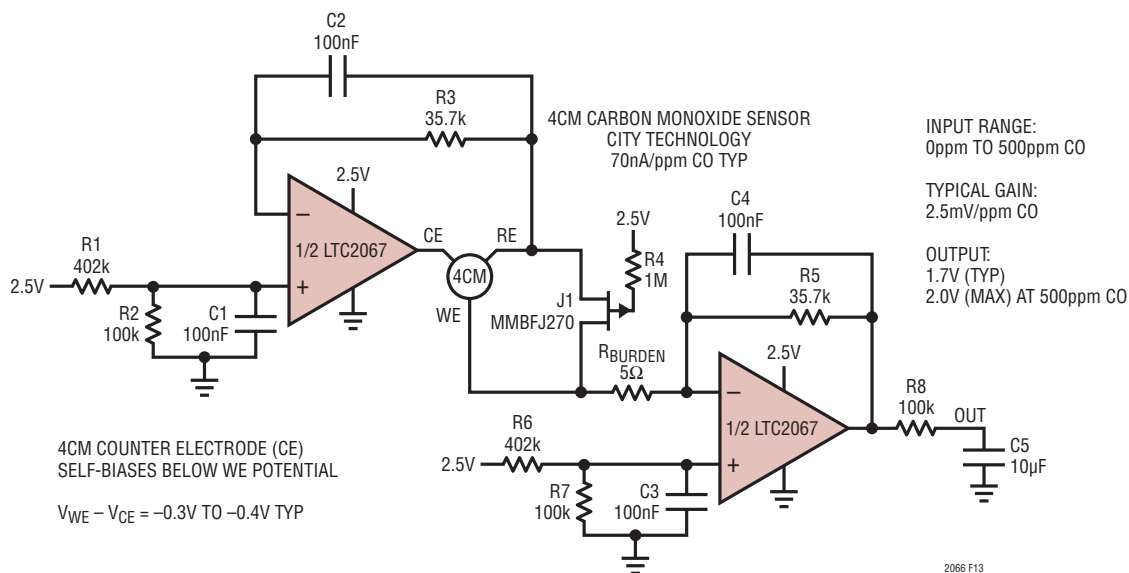 C2
100nF
R3
35.7k
4CM CARBON MONOXIDE SENSOR
CITY TECHNOLOGY
70nA/ppm CO TYP
INPUT RANGE:
0ppm TO 500ppm CO
TYPICAL GAIN:
2.5mV/ppm CO
OUTPUT:
1.7V (TYP)
2.0V (MAX) AT 500ppm CO
2.5V
–
1/2 LTC2067
+
R1
402k
2.5V
R2
100k
C1
100nF
CE
RE
4CM
WE
2.5V
R4
1M
J1
MMBFJ270
C4
100nF
R5
35.7k
RBURDEN
5Ω
2.5V
–
1/2 LTC2067
+
R8
100k
OUT
C5
10µF
R6
402k
2.5V
R7
100k
C3
100nF
4CM COUNTER ELECTRODE (CE)
SELF-BIASES BELOW WE POTENTIAL
VWE – VCE = –0.3V TO –0.4V TYP
2066 F13